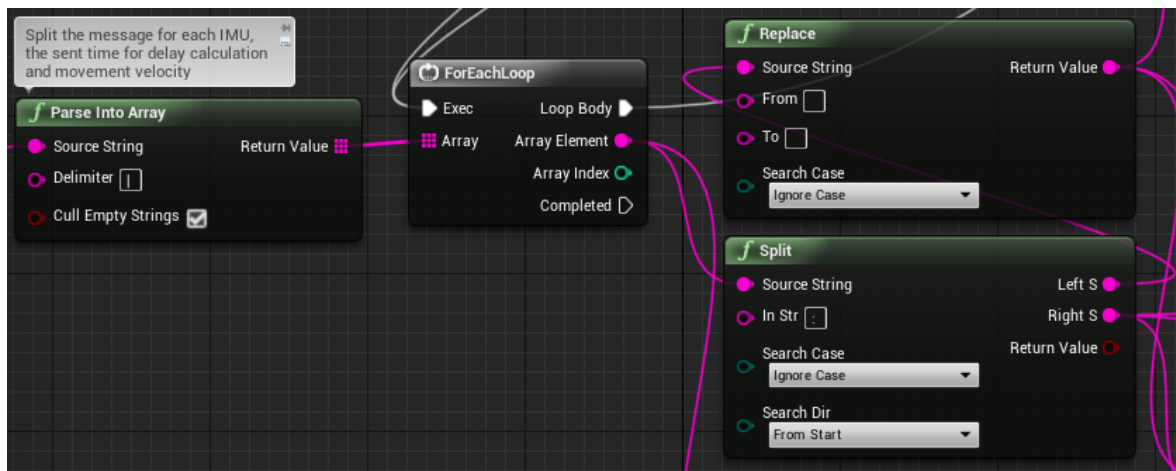 Split the message for each IMU,
the sent time for delay calculation
and movement velocity
f Parse Into Array
Source String Return Value
Delimiter |
Cull Empty Strings
ForEachLoop
Exec Loop Body
Array Array Element
Array Index
Completed
f Replace
Source String Return Value
From
To
Search Case
Ignore Case
f Split
Source String Left S
In Str : Right S
Return Value
Search Case
Ignore Case
Search Dir
From Start